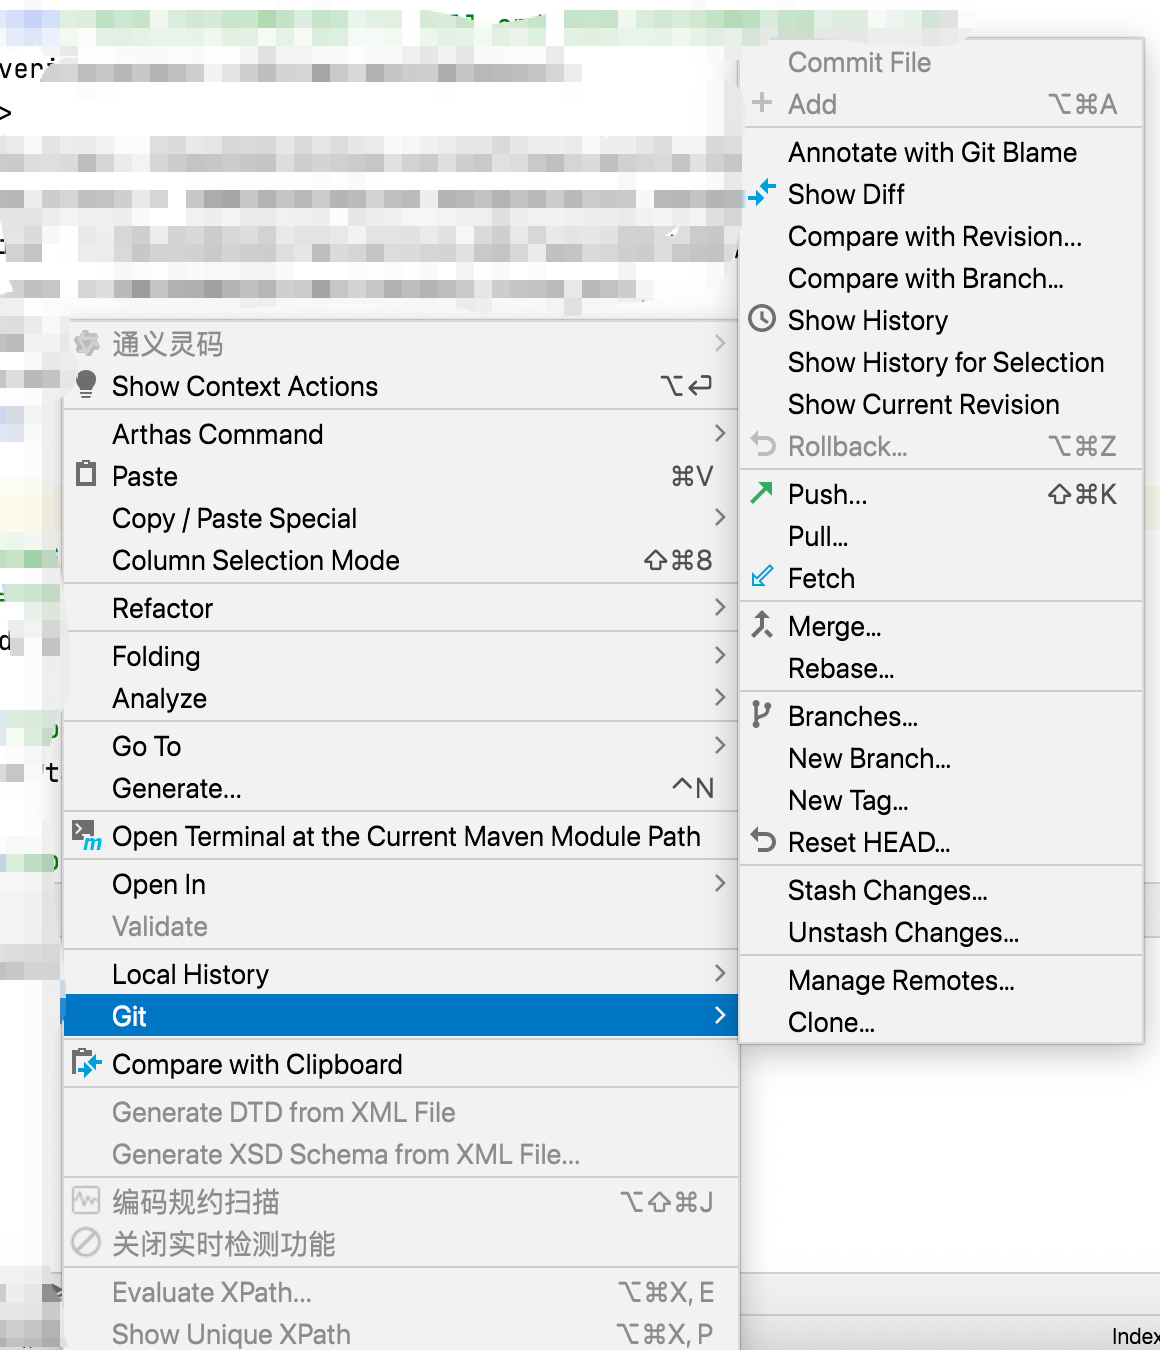 veri
>
通义灵码
Show Context Actions ⌥⏎
Arthas Command
Paste ⌘V
Copy / Paste Special
Column Selection Mode ⇧⌘8
Refactor
Folding
Analyze
Go To
Generate... ^N
Open Terminal at the Current Maven Module Path
Open In
Validate
Local History
Git
Compare with Clipboard
Generate DTD from XML File
Generate XSD Schema from XML File...
编码规约扫描 ⌥⇧⌘J
关闭实时检测功能
Evaluate XPath... ⌥⌘X, E
Show Unique XPath ⌥⌘X, P
Commit File
Add ⌥⌘A
Annotate with Git Blame
Show Diff
Compare with Revision...
Compare with Branch...
Show History
Show History for Selection
Show Current Revision
Rollback... ⌥⌘Z
Push... ⇧⌘K
Pull...
Fetch
Merge...
Rebase...
Branches...
New Branch...
New Tag...
Reset HEAD...
Stash Changes...
Unstash Changes...
Manage Remotes...
Clone...
Index